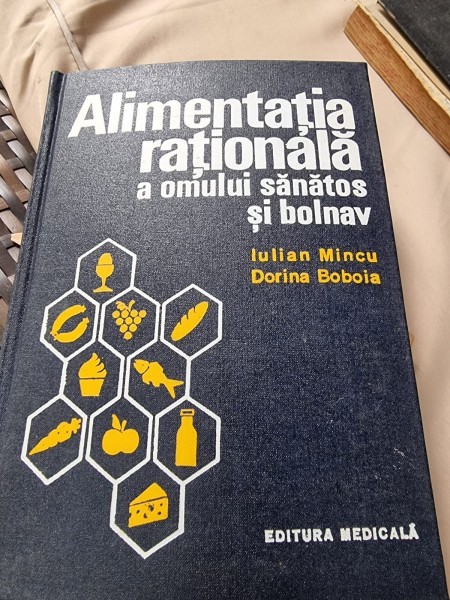 Alimentația
rațională
a omului sănătos
și bolnav
Iulian Mincu
Dorina Boboia
EDITURA MEDICALĂ